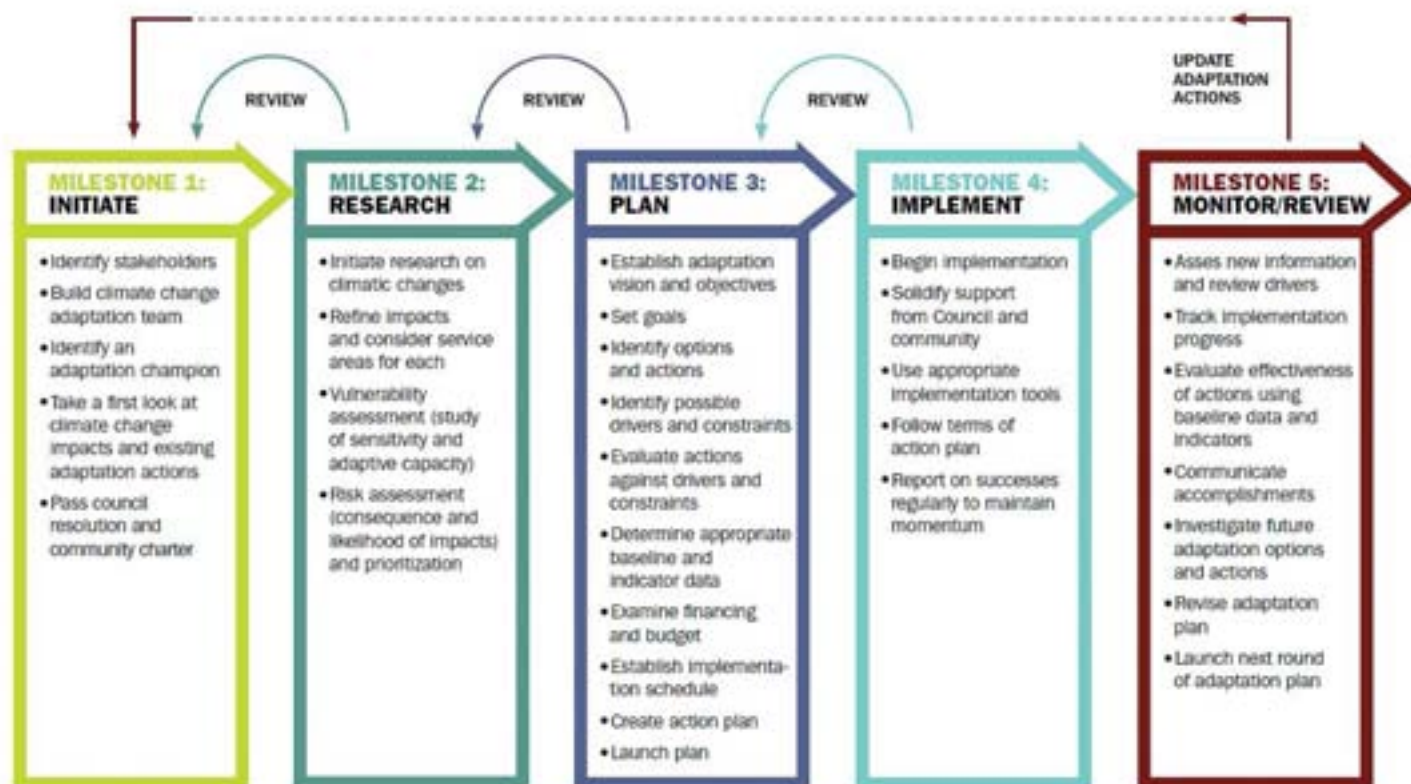 UPDATE
ADAPTATION
ACTIONS
REVIEW
REVIEW
REVIEW
MILESTONE 1:
INITIATE
• Identify stakeholders
• Build climate change
adaptation team
• Identify an
adaptation champion
• Take a first look at
climate change
impacts and existing
adaptation actions
• Pass council
resolution and
community charter
MILESTONE 2:
RESEARCH
• Initiate research on
climatic changes
• Refine impacts
and consider service
areas for each
• Vulnerability
assessment (study
of sensitivity and
adaptive capacity)
• Risk assessment
(consequence and
likelihood of impacts)
and prioritization
MILESTONE 3:
PLAN
• Establish adaptation
vision and objectives
• Set goals
• Identify options
and actions
• Identify possible
drivers and constraints
• Evaluate actions
against drivers and
constraints
• Determine appropriate
baseline and
indicator data
• Examine financing
and budget
• Establish implementa-
tion schedule
• Create action plan
• Launch plan
MILESTONE 4:
IMPLEMENT
• Begin implementation
• Solidify support
from Council and
community
• Use appropriate
implementation tools
• Follow terms of
action plan
• Report on successes
regularly to maintain
momentum
MILESTONE 5:
MONITOR/REVIEW
• Asses new information
and review drivers
• Track implementation
progress
• Evaluate effectiveness
of actions using
baseline data and
indicators
• Communicate
accomplishments
• Investigate future
adaptation options
and actions
• Revise adaptation
plan
• Launch next round
of adaptation plan